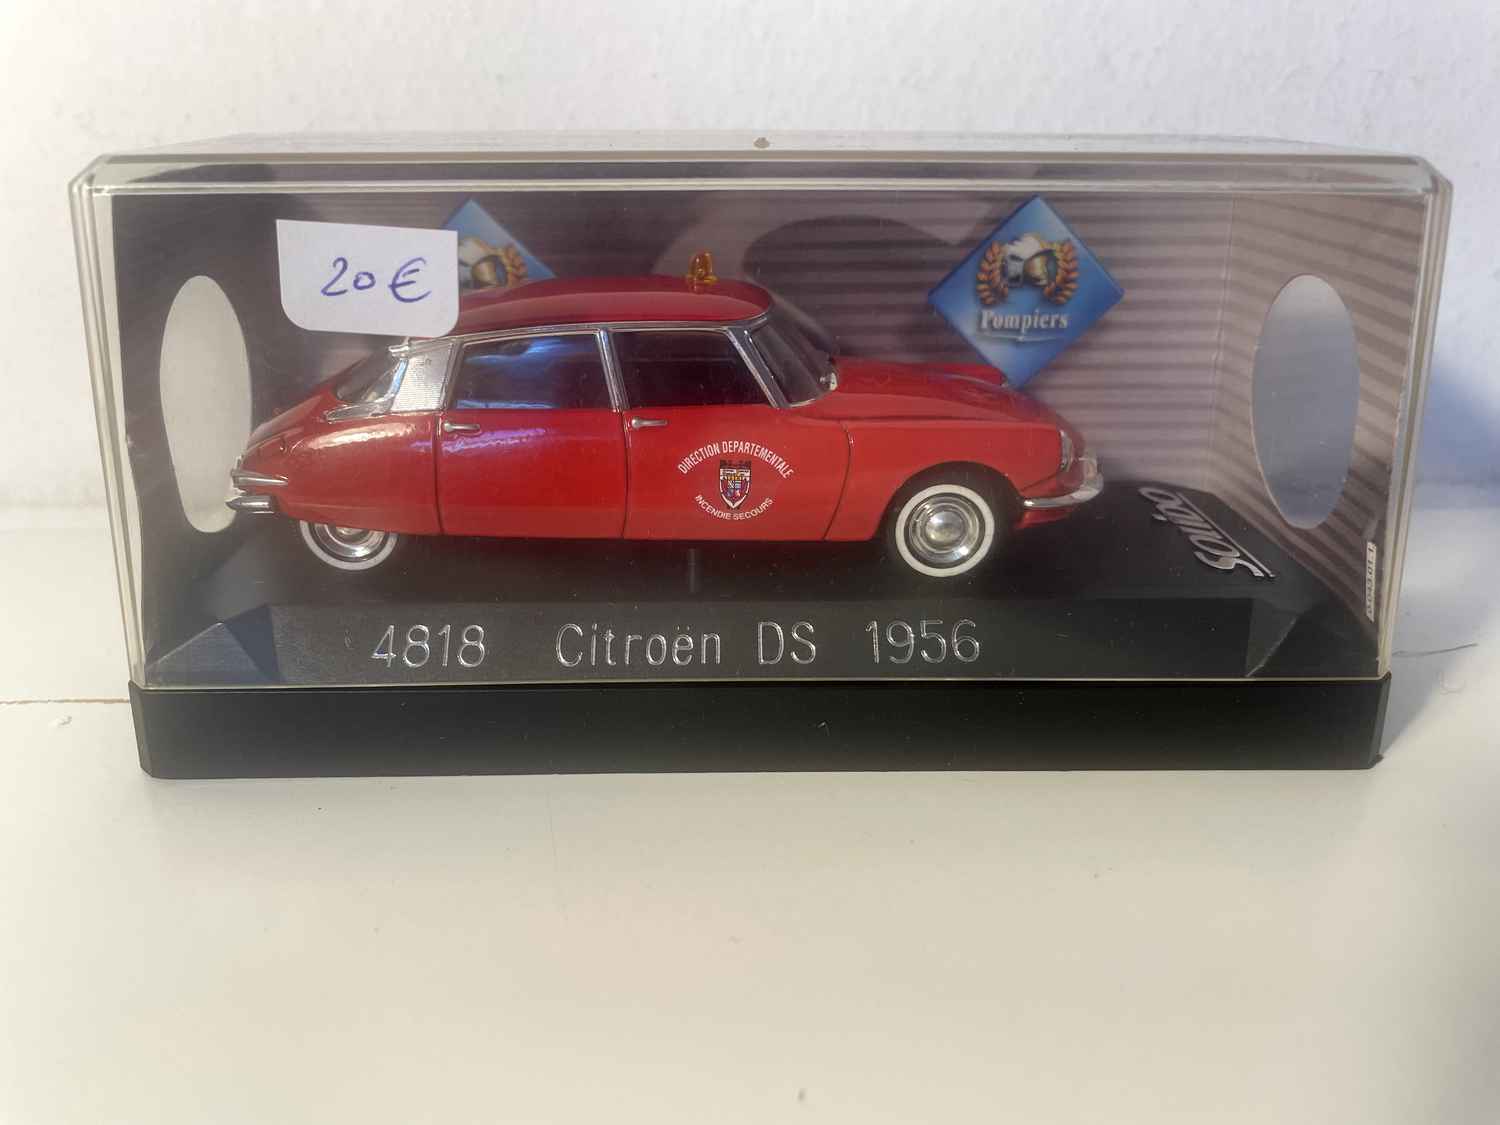 20€
Pompiers
DIRECTION DEPARTEMENTALE
INCENDIE SECOURS
Solido
4818 Citroën DS 1956